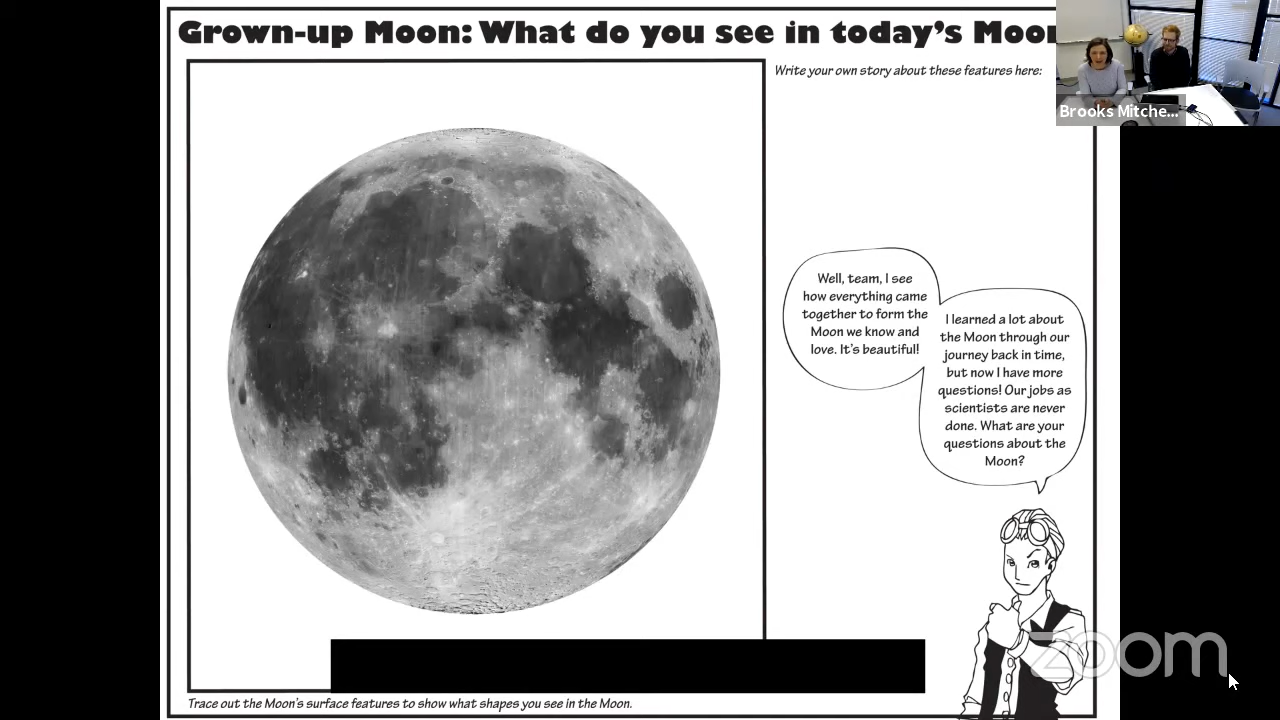 Grown-up Moon: What do you see in today's Moon
Write your own story about these features here:
Brooks Mitche...
Well, team, I see
how everything came
together to form the
Moon we know and
love. It's beautiful!
I learned a lot about
the Moon through our
journey back in time,
but now I have more
questions! Our jobs as
scientists are never
done. What are your
questions about the
Moon?
zoom
Trace out the Moon's surface features to show what shapes you see in the Moon.